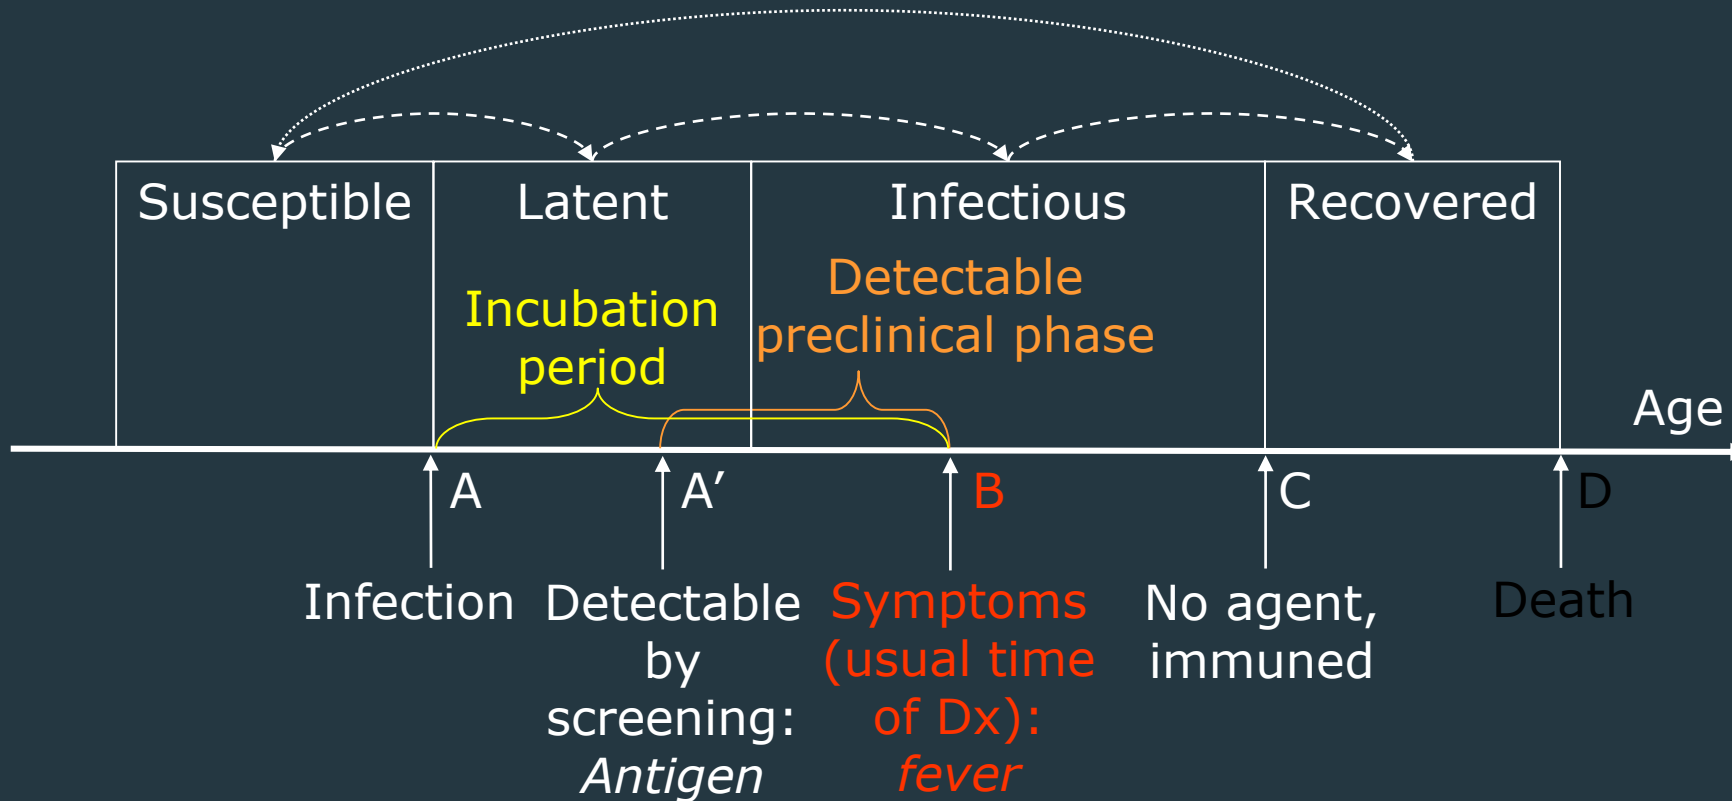 Susceptible
Latent
Infectious
Recovered
Incubation
period
Detectable
preclinical phase
Age
A
A’
B
C
D
Infection
Detectable
by
screening:
Antigen
Symptoms
(usual time
of Dx):
fever
No agent,
immuned
Death